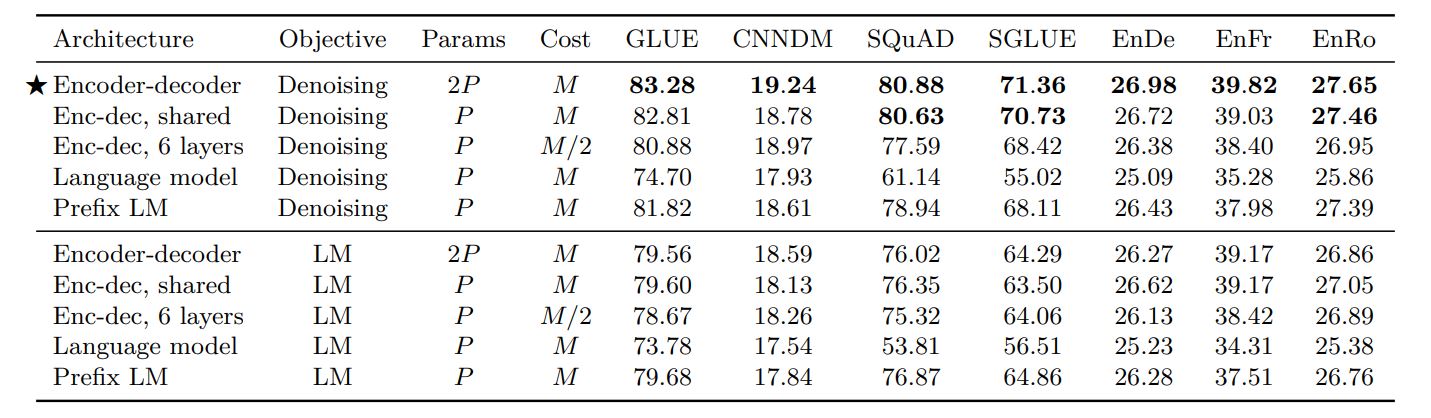 Architecture Objective Params Cost GLUE CNNDM SQuAD SGLUE EnDe EnFr EnRo
★ Encoder-decoder Denoising 2P M 83.28 19.24 80.88 71.36 26.98 39.82 27.65
Enc-dec, shared Denoising P M 82.81 18.78 80.63 70.73 26.72 39.03 27.46
Enc-dec, 6 layers Denoising P M/2 80.88 18.97 77.59 68.42 26.38 38.40 26.95
Language model Denoising P M 74.70 17.93 61.14 55.02 25.09 35.28 25.86
Prefix LM Denoising P M 81.82 18.61 78.94 68.11 26.43 37.98 27.39
Encoder-decoder LM 2P M 79.56 18.59 76.02 64.29 26.27 39.17 26.86
Enc-dec, shared LM P M 79.60 18.13 76.35 63.50 26.62 39.17 27.05
Enc-dec, 6 layers LM P M/2 78.67 18.26 75.32 64.06 26.13 38.42 26.89
Language model LM P M 73.78 17.54 53.81 56.51 25.23 34.31 25.38
Prefix LM LM P M 79.68 17.84 76.87 64.86 26.28 37.51 26.76